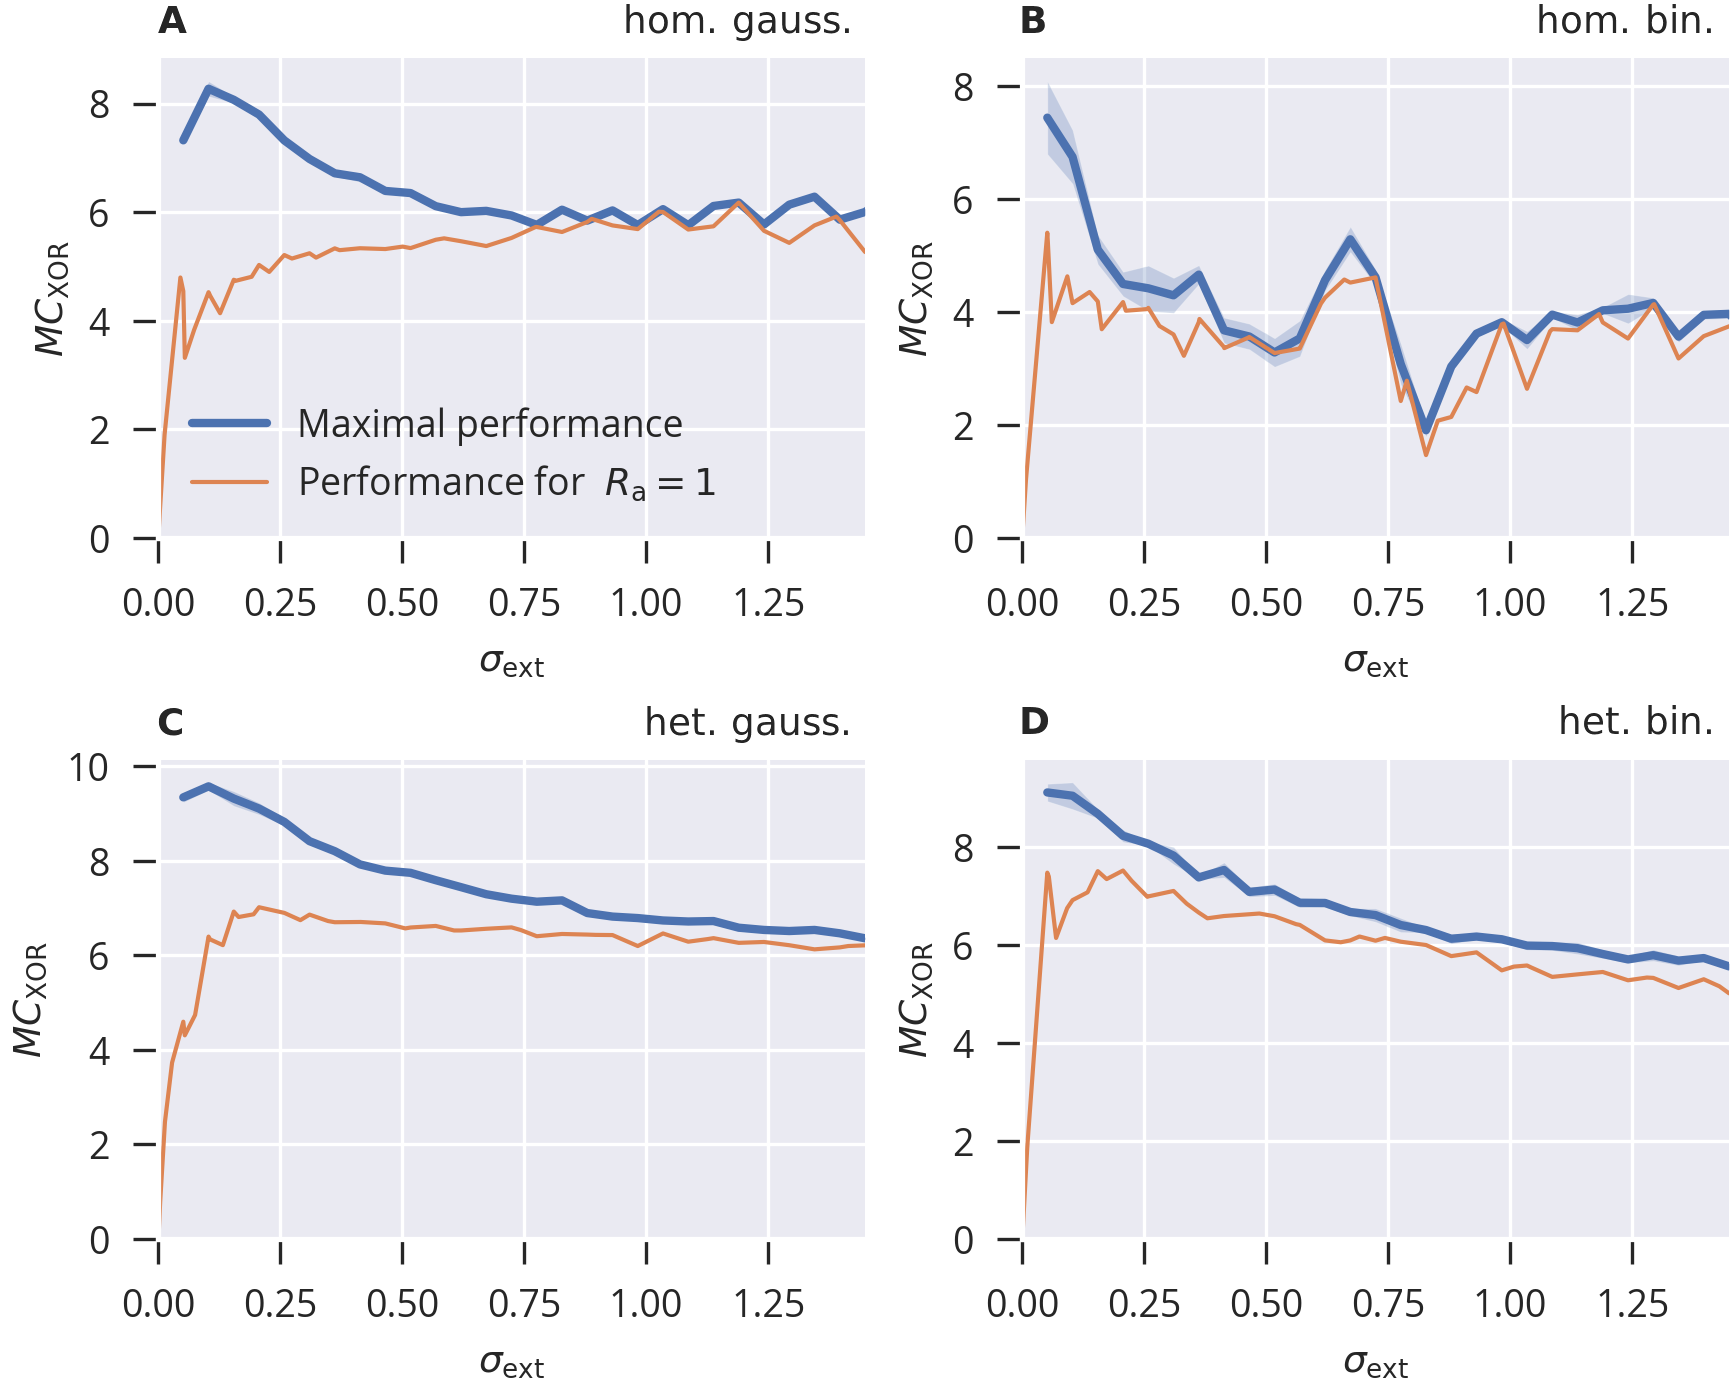 A hom. gauss.
8
6
4
2
0
MC_XOR
Maximal performance
Performance for R_a = 1
0.00 0.25 0.50 0.75 1.00 1.25
σ_ext
B hom. bin.
8
6
4
2
0
MC_XOR
0.00 0.25 0.50 0.75 1.00 1.25
σ_ext
C het. gauss.
10
8
6
4
2
0
MC_XOR
0.00 0.25 0.50 0.75 1.00 1.25
σ_ext
D het. bin.
8
6
4
2
0
MC_XOR
0.00 0.25 0.50 0.75 1.00 1.25
σ_ext